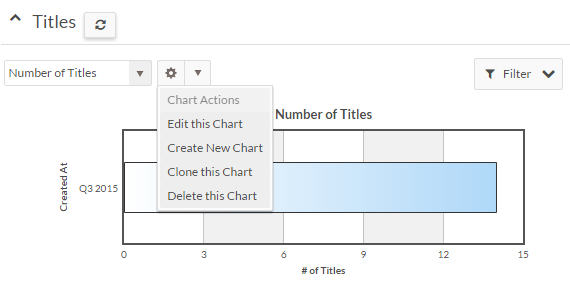 Titles
Number of Titles
Filter
Chart Actions
Edit this Chart
Create New Chart
Clone this Chart
Delete this Chart
Number of Titles
Created At
Q3 2015
0 3 6 9 12 15
# of Titles